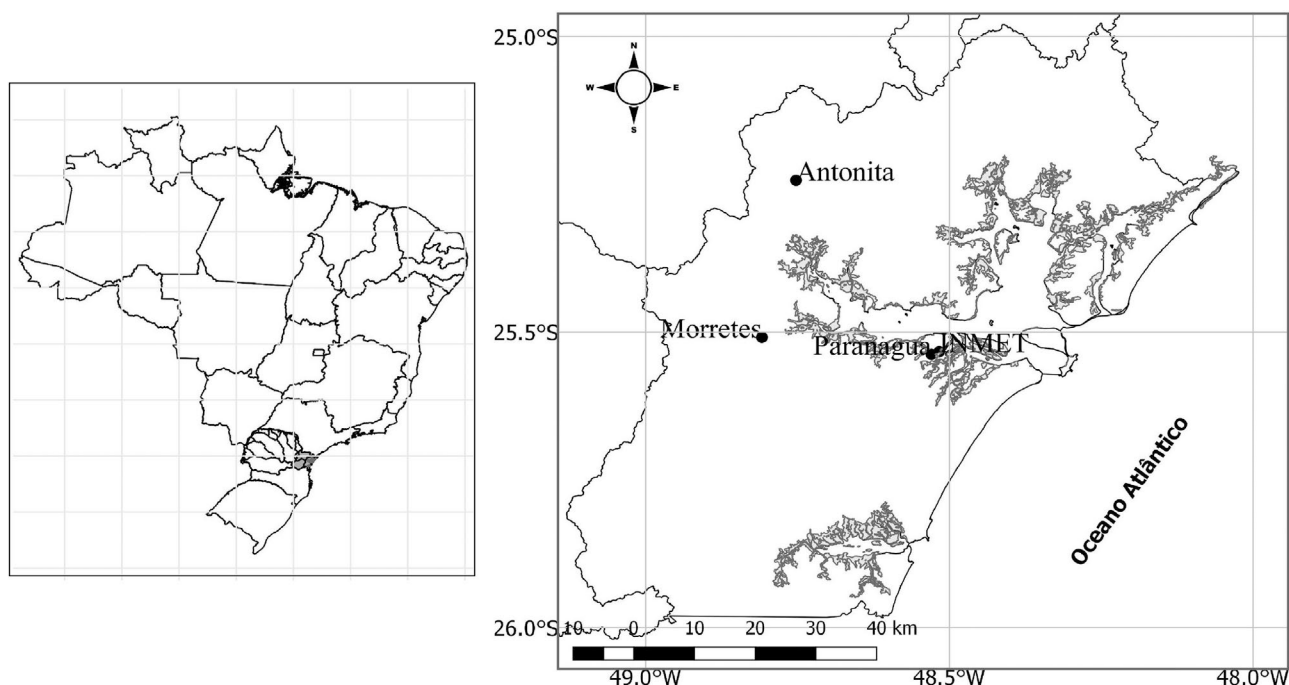 25.0°S
N
W
E
S
Antonita
25.5°S
Morretes
Paranagua
INMET
Oceano Atlântico
26.0°S
10 0 10 20 30 40 km
49.0°W 48.5°W 48.0°W